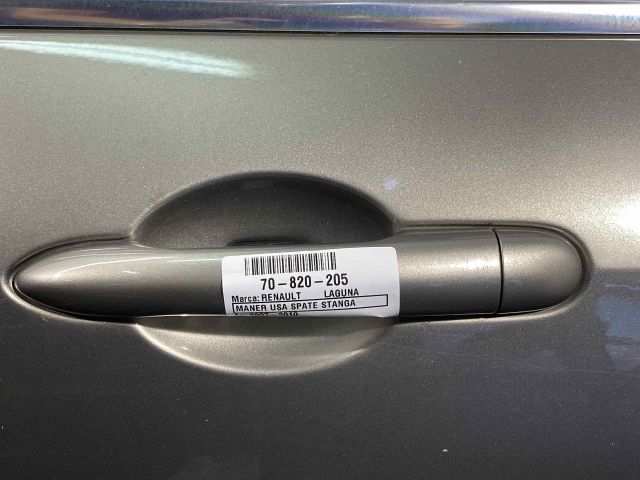 70-820-205
Marca: RENAULT LAGUNA
MANER USA SPATE STANGA